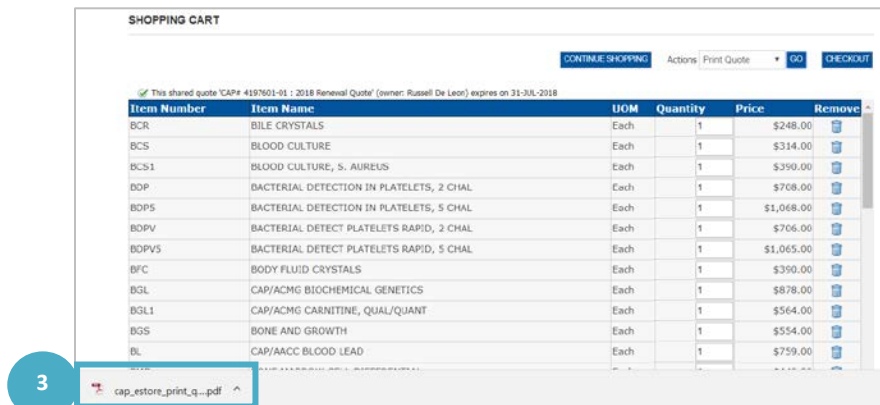 SHOPPING CART
CONTINUE SHOPPING Actions Print Quote GO CHECKOUT
This shared quote 'CAP# 4197601-01 : 2018 Renewal Quote' (owner: Russell De Leon) expires on 31-JUL-2018
Item Number Item Name UOM Quantity Price Remove
BCR BILE CRYSTALS Each 1 $248.00
BCS BLOOD CULTURE Each 1 $314.00
BCS1 BLOOD CULTURE, S. AUREUS Each 1 $390.00
BDP BACTERIAL DETECTION IN PLATELETS, 2 CHAL Each 1 $708.00
BDP5 BACTERIAL DETECTION IN PLATELETS, 5 CHAL Each 1 $1,068.00
BDPV BACTERIAL DETECT PLATELETS RAPID, 2 CHAL Each 1 $706.00
BDPV5 BACTERIAL DETECT PLATELETS RAPID, 5 CHAL Each 1 $1,065.00
BFC BODY FLUID CRYSTALS Each 1 $390.00
BGL CAP/ACMG BIOCHEMICAL GENETICS Each 1 $878.00
BGL1 CAP/ACMG CARNITINE, QUAL/QUANT Each 1 $564.00
BGS BONE AND GROWTH Each 1 $554.00
BL CAP/AACC BLOOD LEAD Each 1 $759.00
3 cap_estore_print_q....pdf